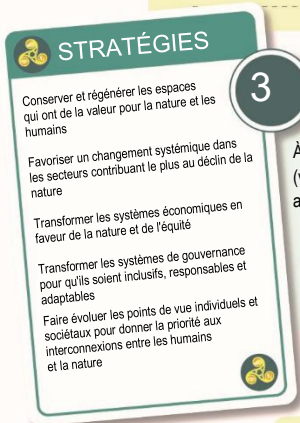 STRATÉGIES
Conserver et régénérer les espaces
qui ont de la valeur pour la nature et les
humains
Favoriser un changement systémique dans
les secteurs contribuant le plus au déclin de la
nature
Transformer les systèmes économiques en
faveur de la nature et de l'équité
Transformer les systèmes de gouvernance
pour qu'ils soient inclusifs, responsables et
adaptables
Faire évoluer les points de vue individuels et
sociétaux pour donner la priorité aux
interconnexions entre les humains
et la nature
3
À
(v
a